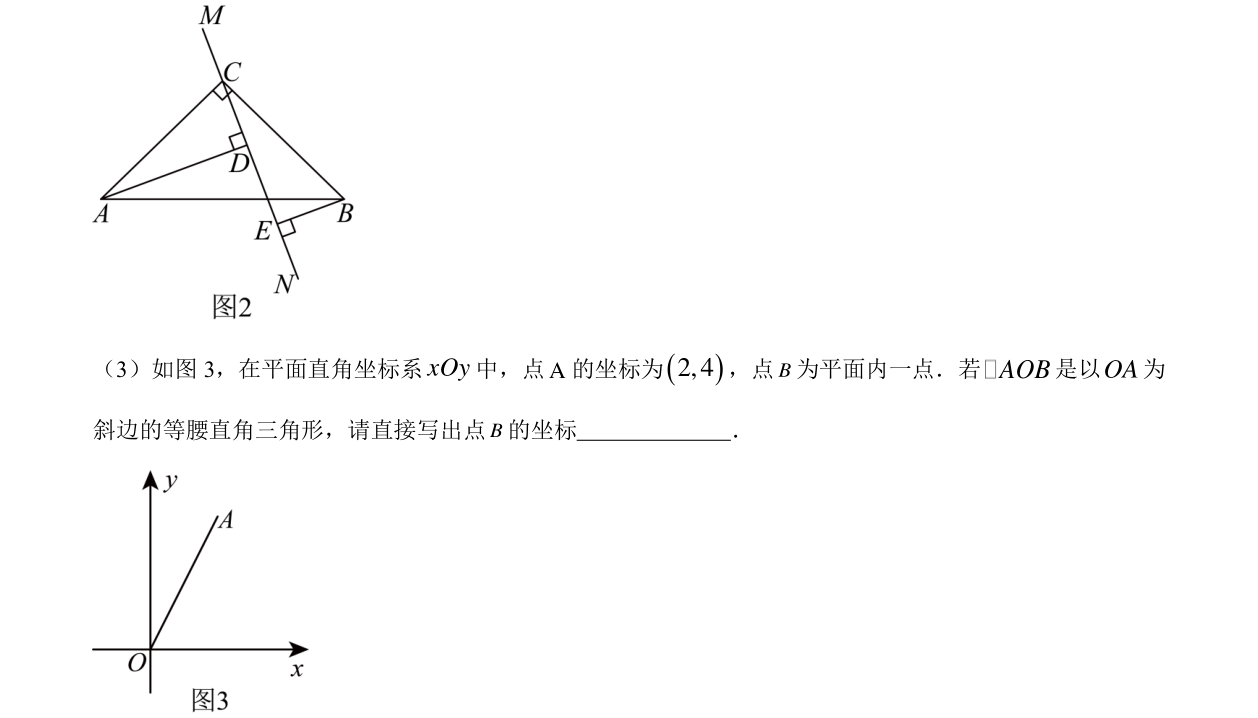 M
C
D
A
B
E
N
图2
（3）如图 3，在平面直角坐标系 xOy 中，点 A 的坐标为(2,4)，点 B 为平面内一点．若□AOB 是以 OA 为
斜边的等腰直角三角形，请直接写出点 B 的坐标_____________．
y
A
O
x
图3